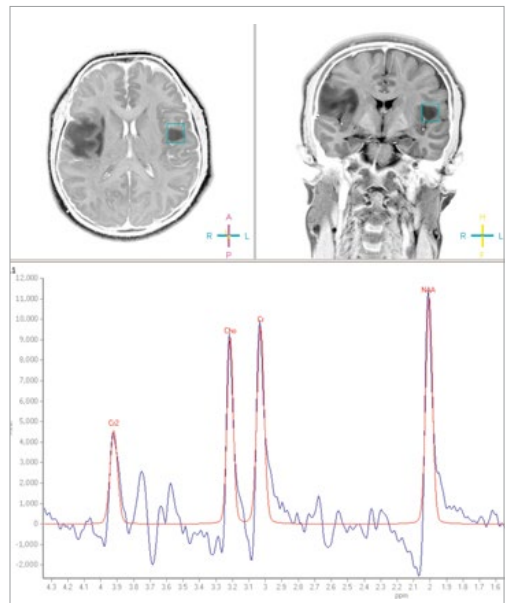 A
R L
P
H
R L
F
.1
12,000
11,000
10,000
9,000
8,000
7,000
6,000
5,000
4,000
3,000
2,000
1,000
0
-1,000
-2,000
NAA
Cr
Cho
Cr2
4.3 4.2 4.1 4 3.9 3.8 3.7 3.6 3.5 3.4 3.3 3.2 3.1 3 2.9 2.8 2.7 2.6 2.5 2.4 2.3 2.2 2.1 2 1.9 1.8 1.7 1.6
ppm